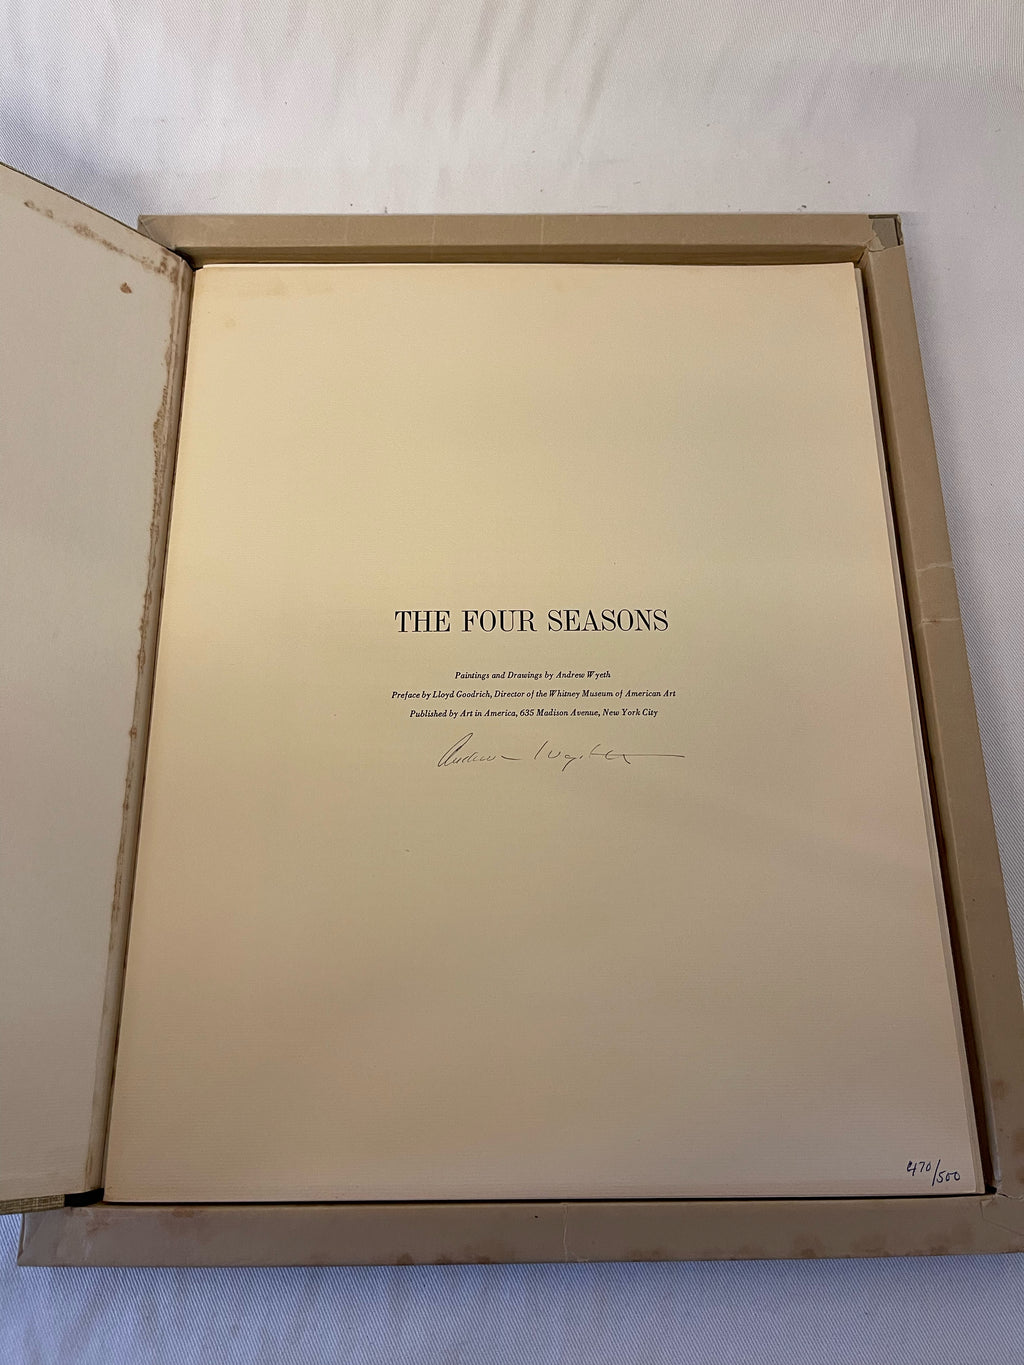 THE FOUR SEASONS
Paintings and Drawings by Andrew Wyeth
Preface by Lloyd Goodrich, Director of the Whitney Museum of American Art
Published by Art in America, 635 Madison Avenue, New York City
Andrew Wyeth
470/500